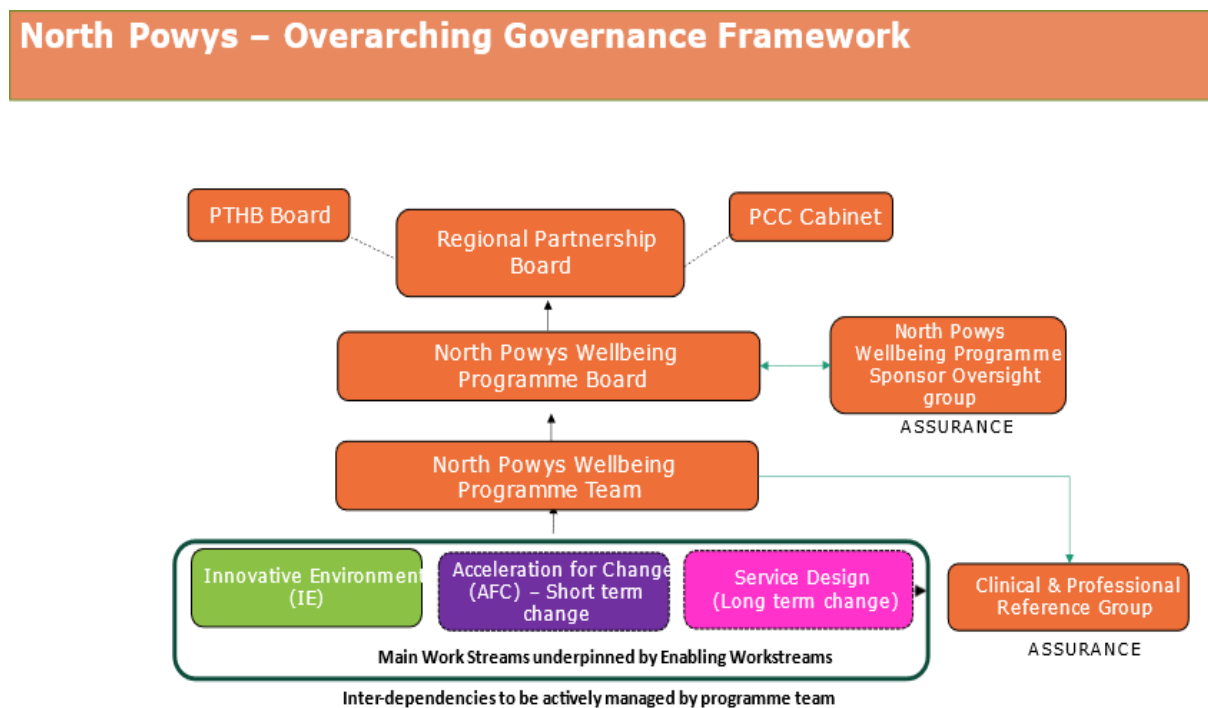 North Powys – Overarching Governance Framework
PTHB Board
PCC Cabinet
Regional Partnership
Board
North Powys Wellbeing
Programme Board
North Powys
Wellbeing Programme
Sponsor Oversight
group
ASSURANCE
North Powys Wellbeing
Programme Team
Innovative Environment
(IE)
Acceleration for Change
(AFC) – Short term
change
Service Design
(Long term change)
Clinical & Professional
Reference Group
ASSURANCE
Main Work Streams underpinned by Enabling Workstreams
Inter-dependencies to be actively managed by programme team